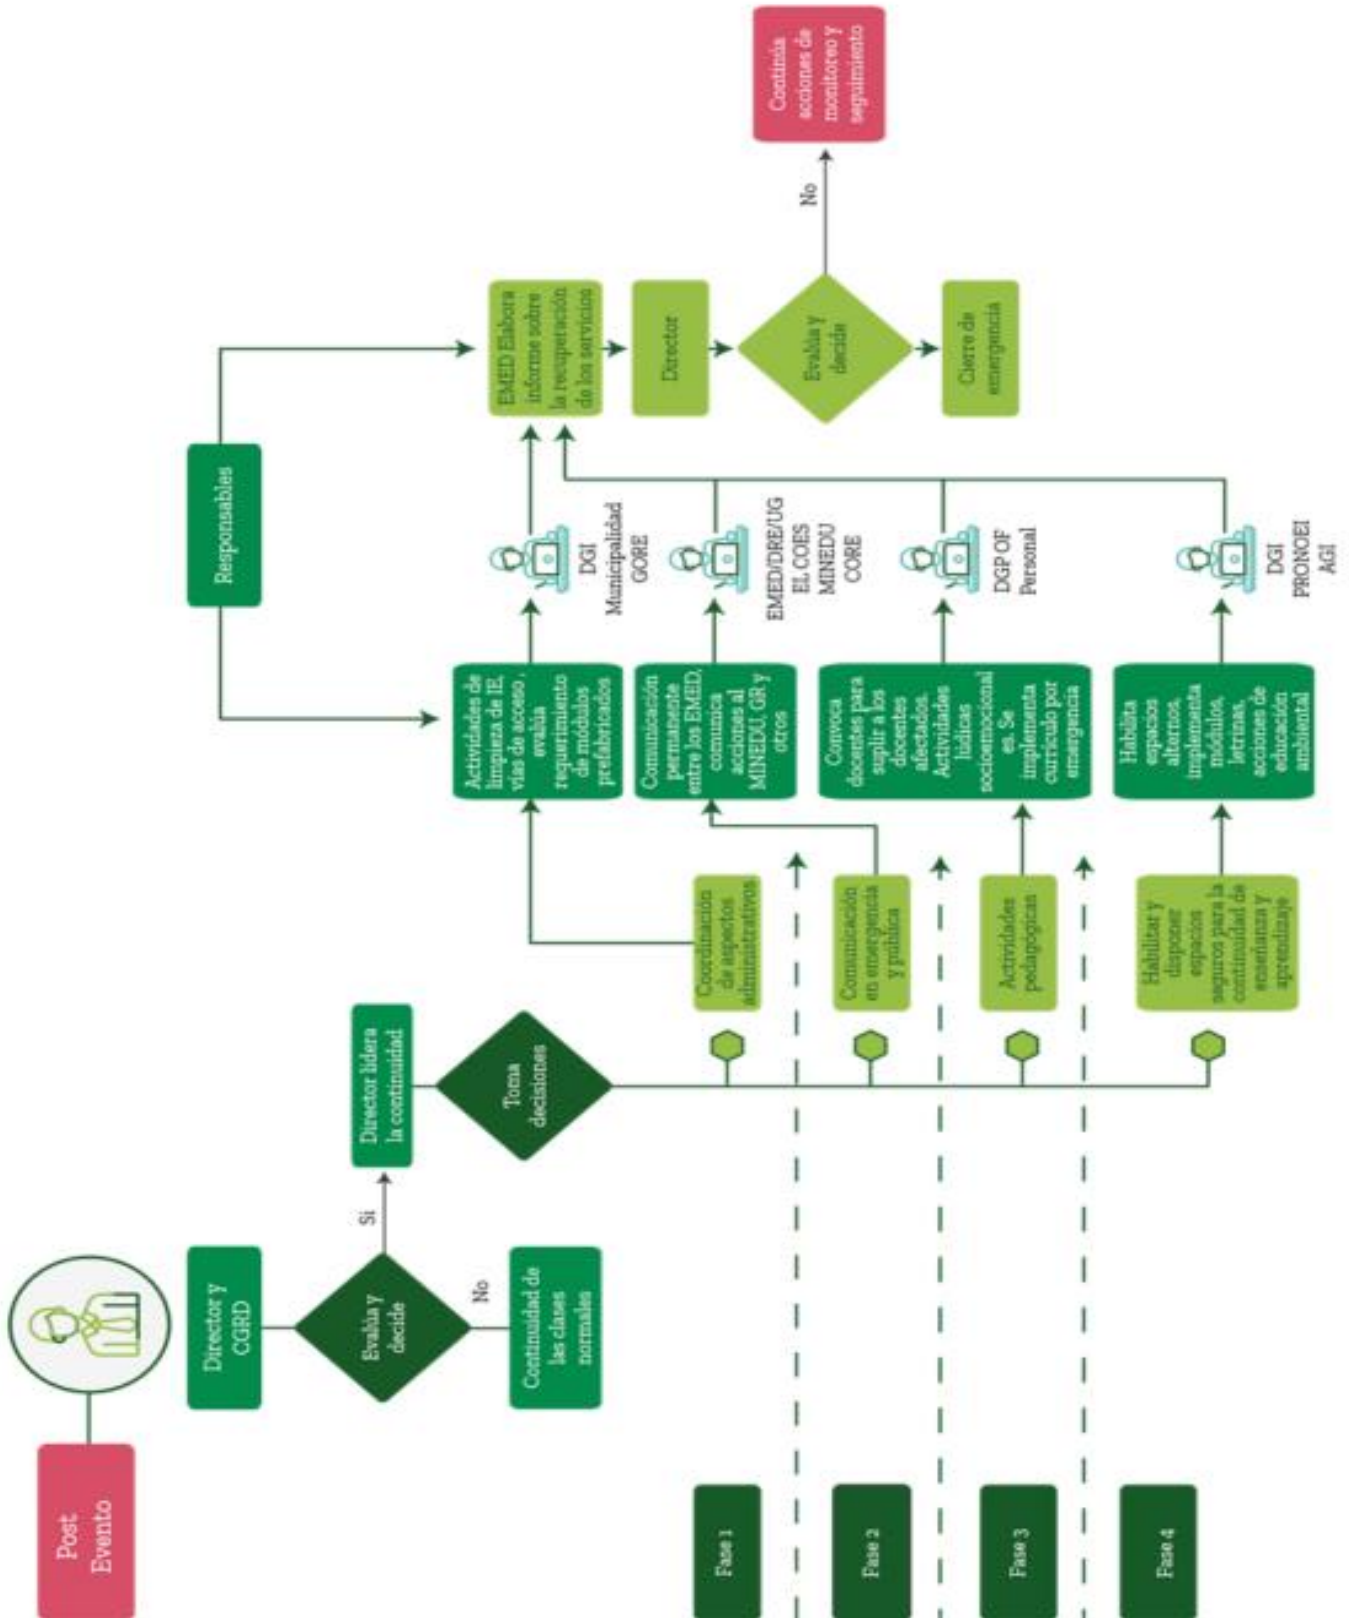 Post
Evento
Director y
CGRD
Evalúa y
decide
Si
No
Continuidad de
las clases
normales
Director lidera
la continuidad
Toma
decisiones
Responsables
Fase 1
Coordinación
de aspectos
administrativos
Actividades de
limpieza de IE,
vías de acceso ,
evalúa
requerimiento
de módulos
prefabricados
DGI
Municipalidad
GORE
Fase 2
Comunicación
en emergencia
y pública
Comunicación
permanente
entre los EMED,
comunica
acciones al
MINEDU, GR y
otros
EMED/DRE/UG
EL COES
MINEDU
CORE
Fase 3
Actividades
pedagógicas
Convoca
docentes para
suplir a los
docentes
afectados.
Actividades
lúdicas
socioemocional
es. Se
implementa
currículo por
emergencia
DGP OF
Personal
Fase 4
Habilitar y
disponer
espacios
seguros para la
continuidad de
enseñanza y
aprendizaje
Habilita
espacios
alternos,
implementa
módulos,
letrinas,
acciones de
educación
ambiental
DGI
PRONOEI
AGI
EMED Elabora
informe sobre
la recuperación
de los servicios
Director
Evalúa y
decide
No
Continúa
acciones de
monitoreo y
seguimiento
Cierre de
emergencia